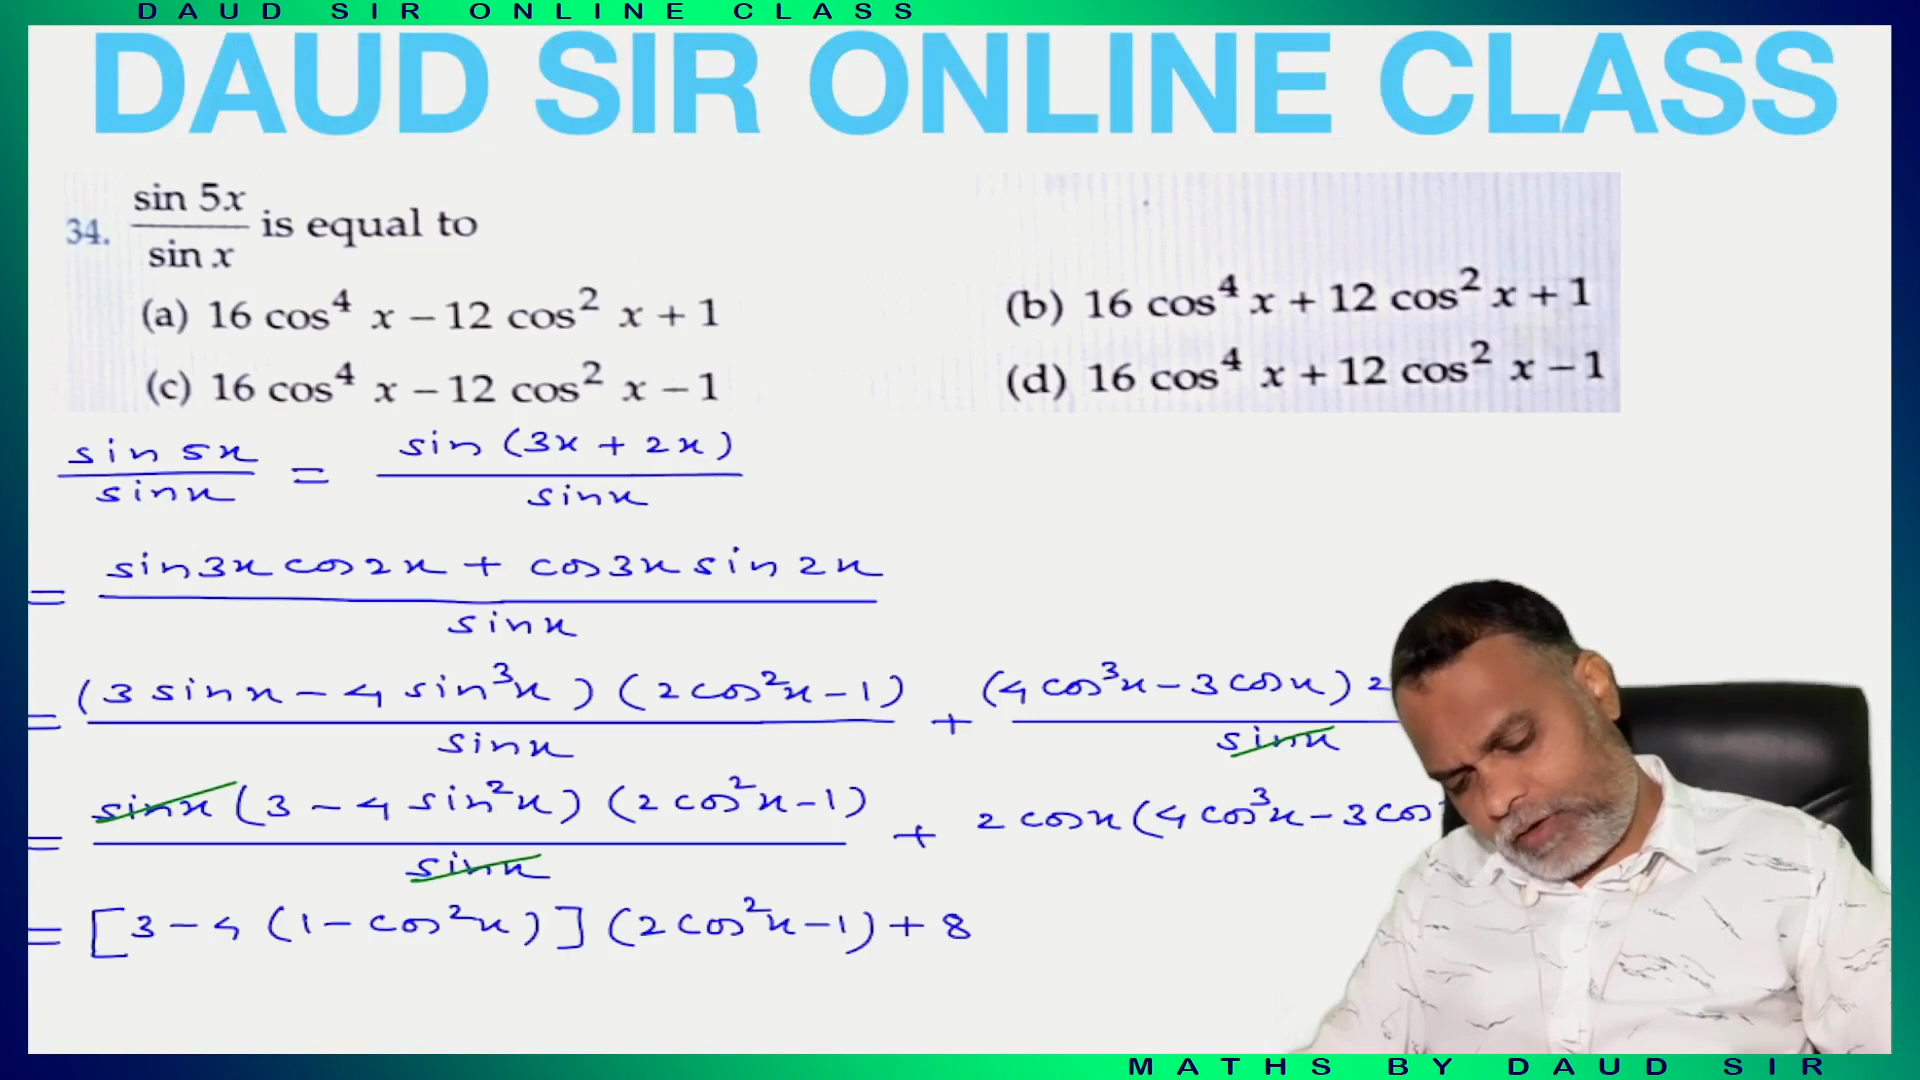 DAUD SIR ONLINE CLASS
DAUD SIR ONLINE CLASS
34. sin 5x / sin x is equal to
(a) 16 cos⁴ x − 12 cos² x + 1
(b) 16 cos⁴ x + 12 cos² x + 1
(c) 16 cos⁴ x − 12 cos² x − 1
(d) 16 cos⁴ x + 12 cos² x − 1
sin 5x / sin x = sin (3x + 2x) / sin x
= sin 3x cos 2x + cos 3x sin 2x / sin x
= (3 sin x − 4 sin³x) (2 cos²x − 1) / sin x + (4 cos³x − 3 cos x) 2 / sin x
= sin x (3 − 4 sin²x) (2 cos²x − 1) / sin x + 2 cos x (4 cos³x − 3 cos
= [3 − 4 (1 − cos²x)] (2 cos²x − 1) + 8
MATHS BY DAUD SIR